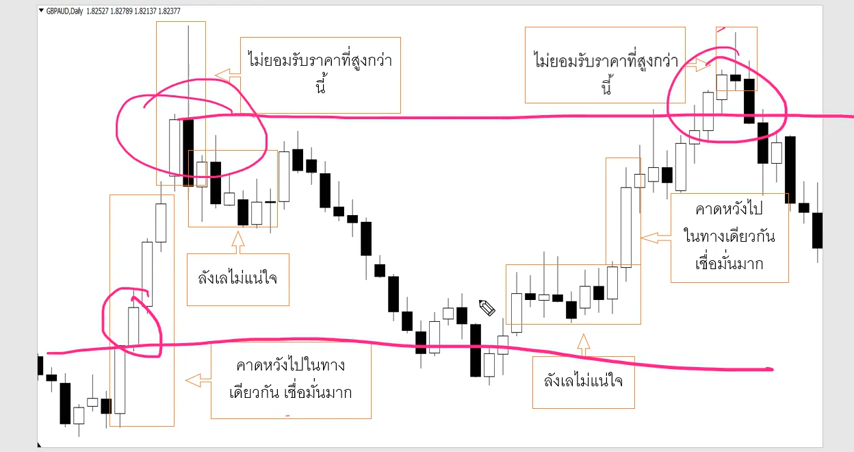 GBPAUD,Daily 1.82527 1.82789 1.82137 1.82377
ไม่ยอมรับราคาที่สูงกว่า
นี้
ไม่ยอมรับราคาที่สูงกว่า
นี้
ลังเลไม่แน่ใจ
คาดหวังไป
ในทางเดียวกัน
เชื่อมั่นมาก
คาดหวังไปในทาง
เดียวกัน เชื่อมั่นมาก
ลังเลไม่แน่ใจ